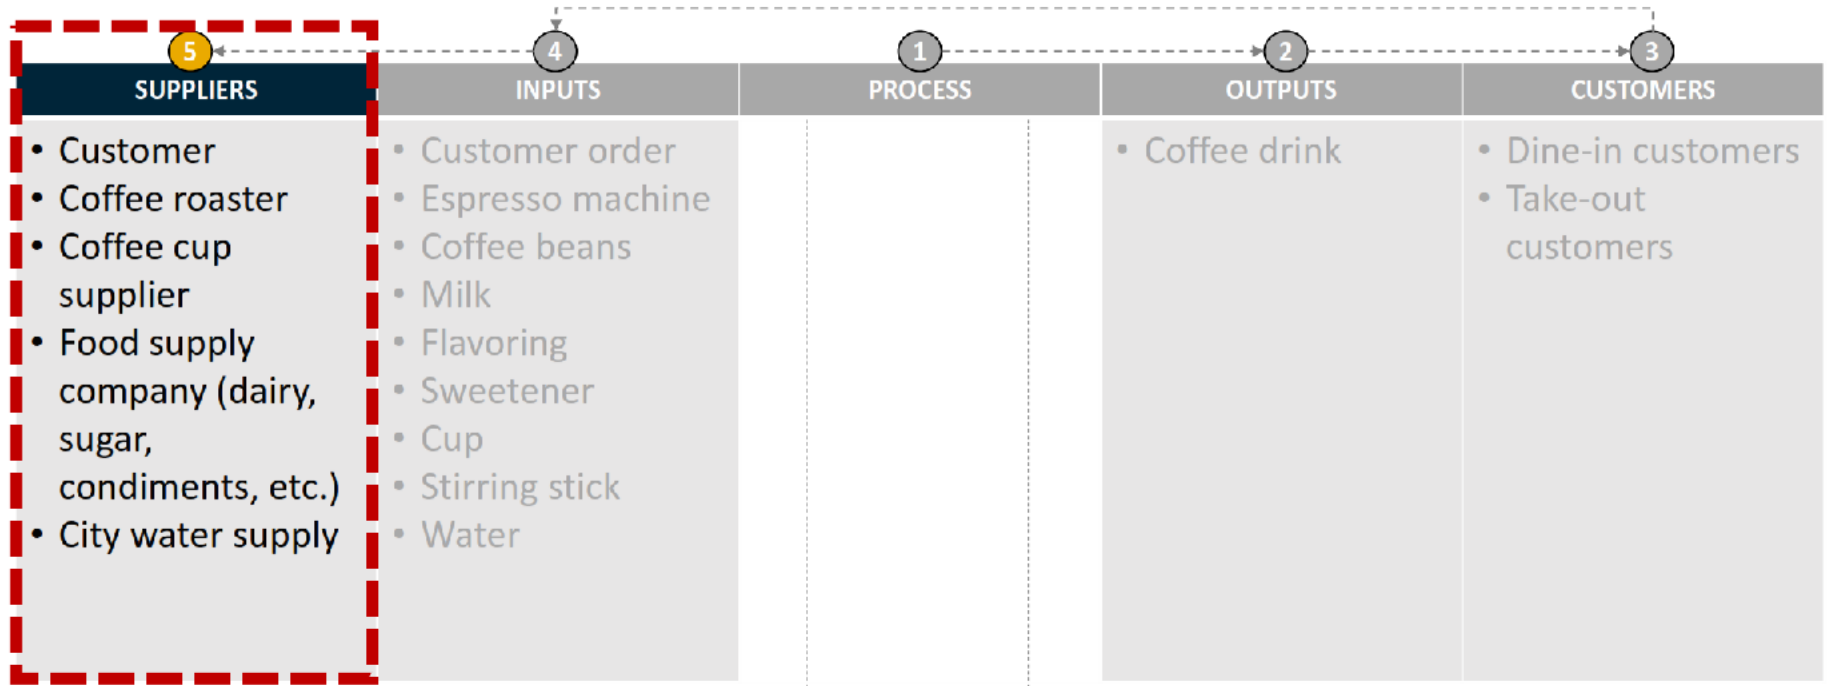 5
4
1
2
3
SUPPLIERS
INPUTS
PROCESS
OUTPUTS
CUSTOMERS
• Customer
• Coffee roaster
• Coffee cup
supplier
• Food supply
company (dairy,
sugar,
condiments, etc.)
• City water supply
• Customer order
• Espresso machine
• Coffee beans
• Milk
• Flavoring
• Sweetener
• Cup
• Stirring stick
• Water
• Coffee drink
• Dine-in customers
• Take-out
customers